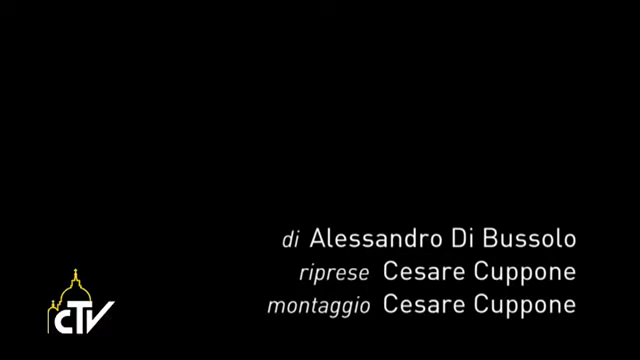 di Alessandro Di Bussolo
riprese Cesare Cuppone
montaggio Cesare Cuppone
CTV